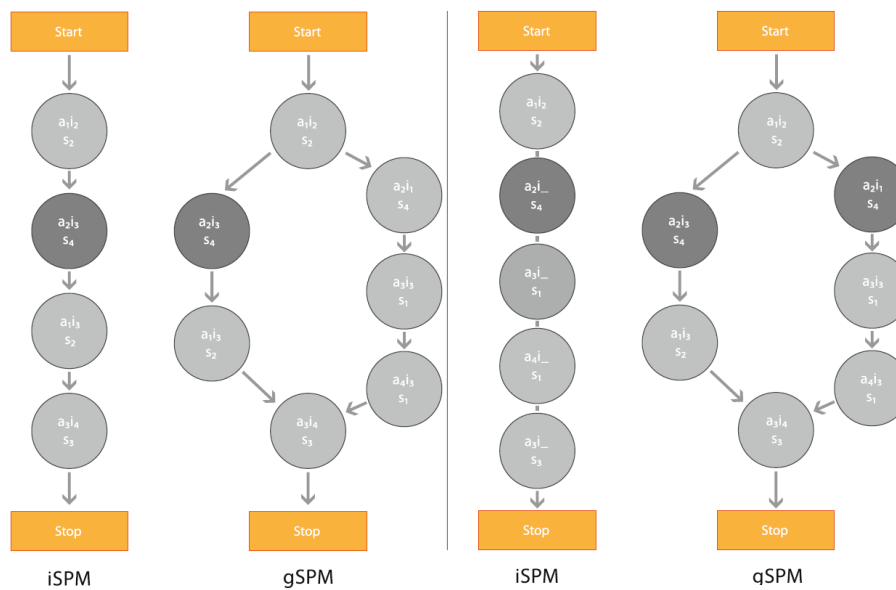 Start
a₁i₂
s₂
a₂i₃
s₄
a₁i₃
s₂
a₃i₄
s₃
Stop
iSPM
Start
a₁i₂
s₂
a₂i₃
s₄
a₁i₃
s₂
a₂i₁
s₄
a₃i₃
s₁
a₄i₃
s₁
a₃i₄
s₃
Stop
gSPM
Start
a₁i₂
s₂
a₂i_
s₄
a₃i_
s₁
a₄i_
s₁
a₃i_
s₃
Stop
iSPM
Start
a₁i₂
s₂
a₂i₃
s₄
a₁i₃
s₂
a₂i₁
s₄
a₃i₃
s₁
a₄i₃
s₁
a₃i₄
s₃
Stop
gSPM